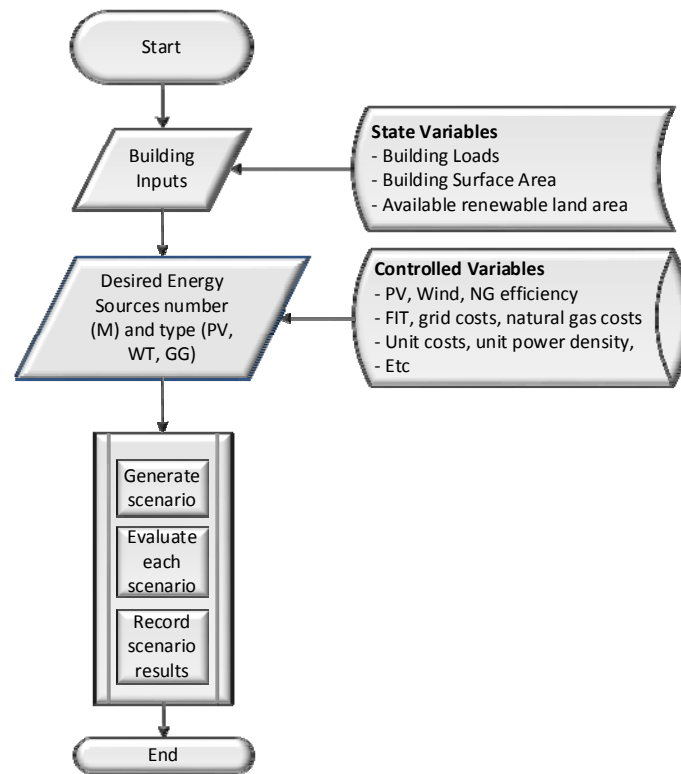 Start
Building
Inputs
State Variables
- Building Loads
- Building Surface Area
- Available renewable land area
Desired Energy
Sources number
(M) and type (PV,
WT, GG)
Controlled Variables
- PV, Wind, NG efficiency
- FIT, grid costs, natural gas costs
- Unit costs, unit power density,
- Etc
Generate
scenario
Evaluate
each
scenario
Record
scenario
results
End